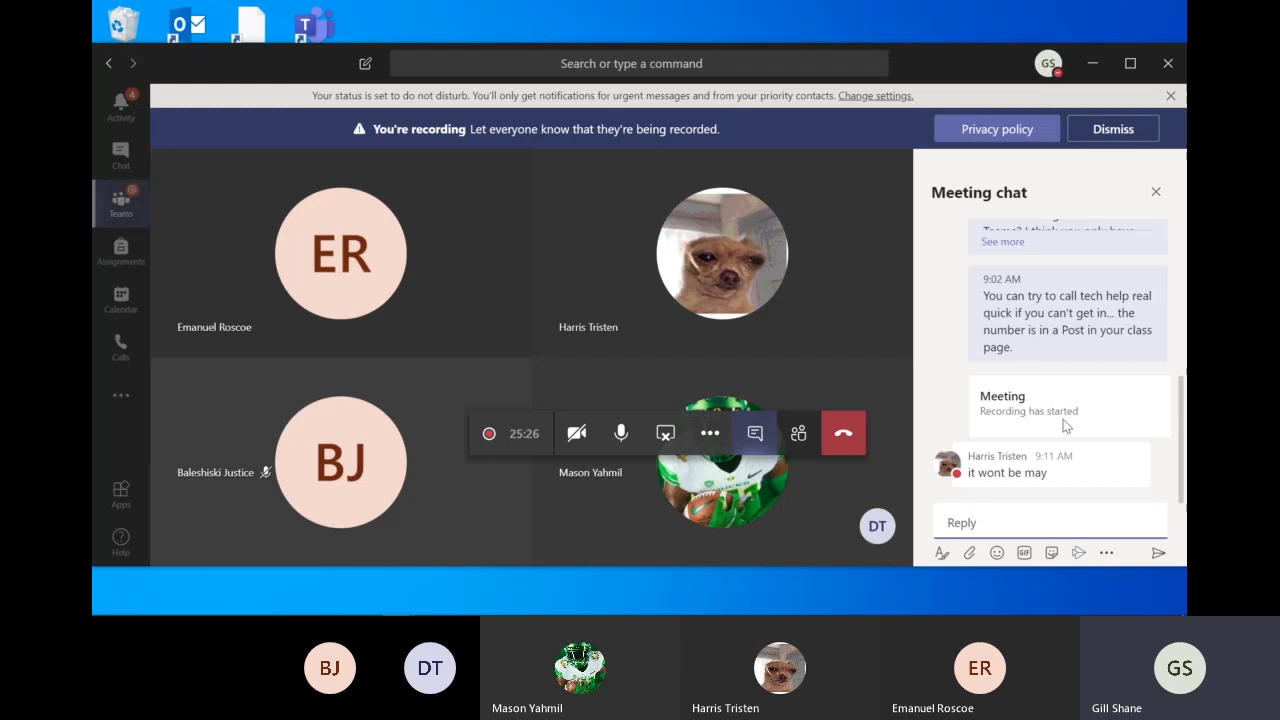 Search or type a command
GS
Your status is set to do not disturb. You'll only get notifications for urgent messages and from your priority contacts. Change settings.
You're recording Let everyone know that they're being recorded.
Privacy policy
Dismiss
4
Activity
Chat
@
Teams
Assignments
Calendar
Calls
Apps
Help
ER
Emanuel Roscoe
Harris Tristen
BJ
Baleshiski Justice
Mason Yahmil
DT
25:26
Meeting chat
See more
9:02 AM
You can try to call tech help real
quick if you can't get in... the
number is in a Post in your class
page.
Meeting
Recording has started
Harris Tristen 9:11 AM
it wont be may
Reply
GIF
BJ
DT
ER
GS
Mason Yahmil
Harris Tristen
Emanuel Roscoe
Gill Shane